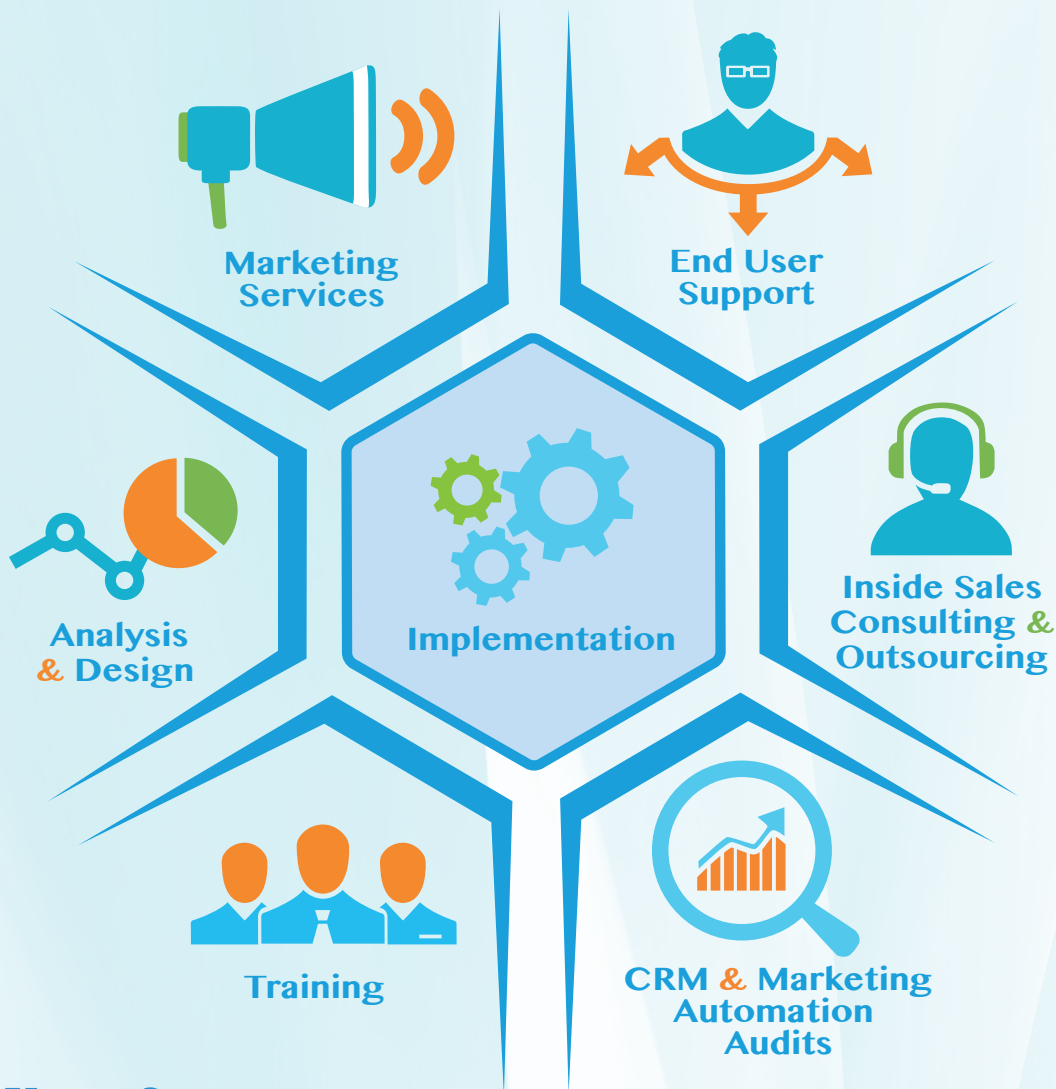 Marketing
Services
End User
Support
Analysis
& Design
Implementation
Inside Sales
Consulting &
Outsourcing
Training
CRM & Marketing
Automation
Audits